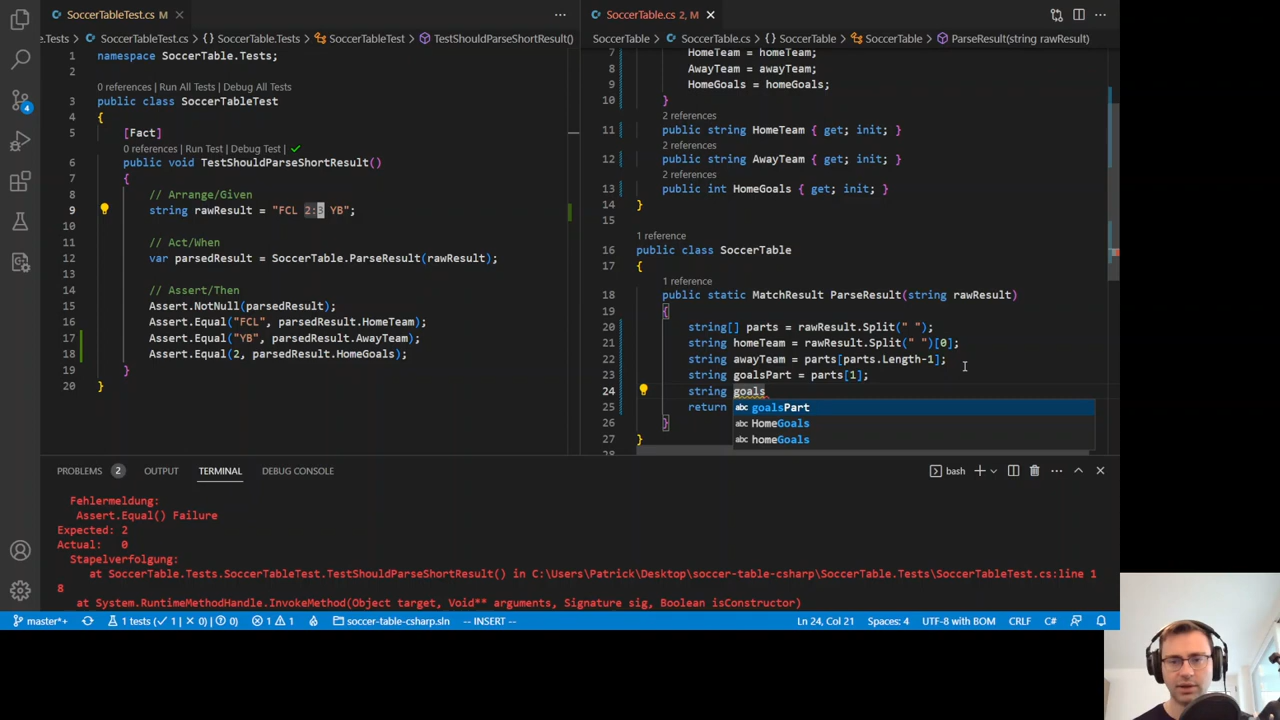 SoccerTableTest.cs M
SoccerTable.cs 2, M
.Tests > SoccerTableTest.cs > {} SoccerTable.Tests > SoccerTableTest > TestShouldParseShortResult()
SoccerTable > SoccerTable.cs > {} SoccerTable > SoccerTable > ParseResult(string rawResult)
1 namespace SoccerTable.Tests;
2
0 references | Run All Tests | Debug All Tests
3 public class SoccerTableTest
4 {
5 [Fact]
0 references | Run Test | Debug Test |
6 public void TestShouldParseShortResult()
7 {
8 // Arrange/Given
9 string rawResult = "FCL 2:3 YB";
10
11 // Act/When
12 var parsedResult = SoccerTable.ParseResult(rawResult);
13
14 // Assert/Then
15 Assert.NotNull(parsedResult);
16 Assert.Equal("FCL", parsedResult.HomeTeam);
17 Assert.Equal("YB", parsedResult.AwayTeam);
18 Assert.Equal(2, parsedResult.HomeGoals);
19 }
20 }
7 HomeTeam = homeTeam;
8 AwayTeam = awayTeam;
9 HomeGoals = homeGoals;
10 }
2 references
11 public string HomeTeam { get; init; }
2 references
12 public string AwayTeam { get; init; }
2 references
13 public int HomeGoals { get; init; }
14 }
15
1 reference
16 public class SoccerTable
17 {
1 reference
18 public static MatchResult ParseResult(string rawResult)
19 {
20 string[] parts = rawResult.Split(" ");
21 string homeTeam = rawResult.Split(" ")[0];
22 string awayTeam = parts[parts.Length-1];
23 string goalsPart = parts[1];
24 string goals
25 return
26 }
27 }
28
abc goalsPart
abc HomeGoals
abc homeGoals
PROBLEMS 2 OUTPUT TERMINAL DEBUG CONSOLE
bash
Fehlermeldung:
Assert.Equal() Failure
Expected: 2
Actual: 0
Stapelverfolgung:
at SoccerTable.Tests.SoccerTableTest.TestShouldParseShortResult() in C:\Users\Patrick\Desktop\soccer-table-csharp\SoccerTable.Tests\SoccerTableTest.cs:line 1
8
at System.RuntimeMethodHandle.InvokeMethod(Object target, Void** arguments, Signature sig, Boolean isConstructor)
4
master*+ 1 tests (✓ 1 | × 0) | ? 0) 1 1 soccer-table-csharp.sln -- INSERT -- Ln 24, Col 21 Spaces: 4 UTF-8 with BOM CRLF C#